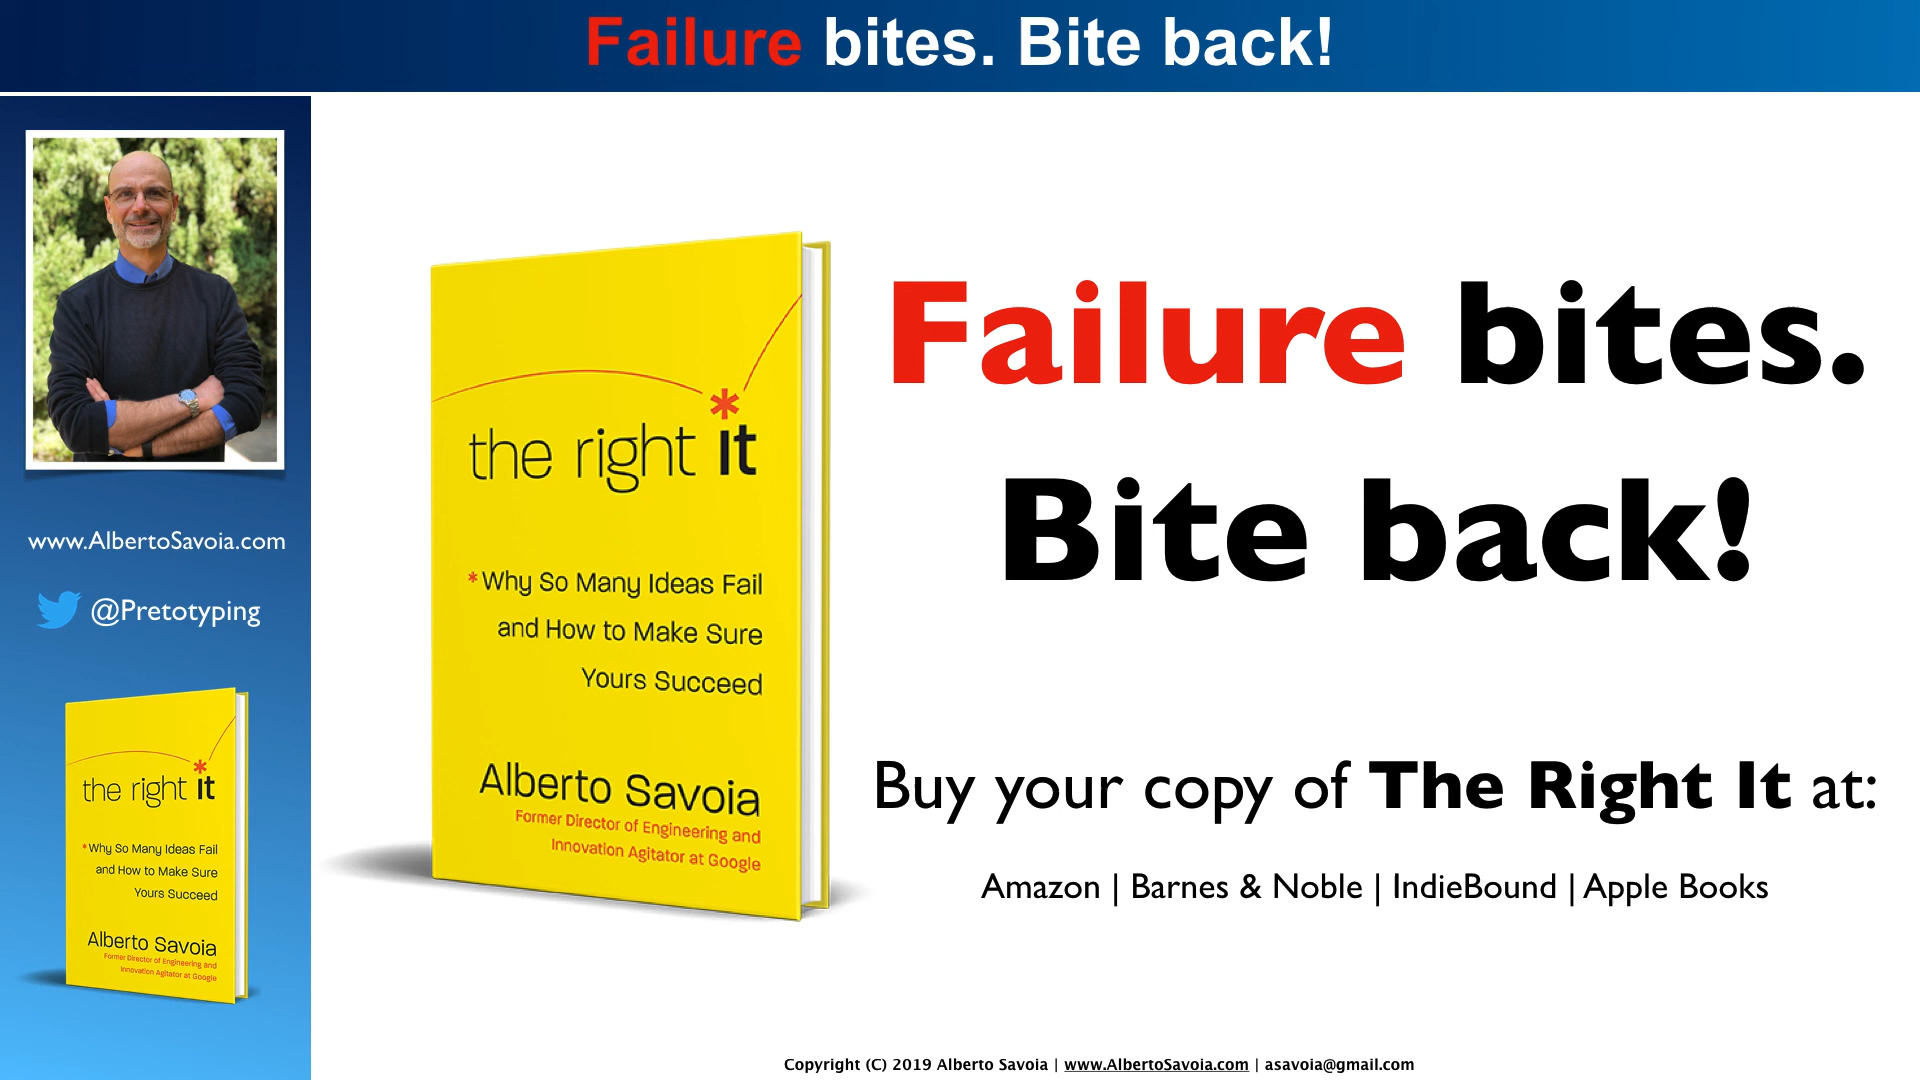 Failure bites. Bite back!
www.AlbertoSavoia.com
@Pretotyping
the right it
*Why So Many Ideas Fail
and How to Make Sure
Yours Succeed
Alberto Savoia
Former Director of Engineering and
Innovation Agitator at Google
*
the right it
*Why So Many Ideas Fail
and How to Make Sure
Yours Succeed
Alberto Savoia
Former Director of Engineering and
Innovation Agitator at Google
Failure bites.
Bite back!
Buy your copy of The Right It at:
Amazon | Barnes & Noble | IndieBound | Apple Books
Copyright (C) 2019 Alberto Savoia | www.AlbertoSavoia.com | asavoia@gmail.com